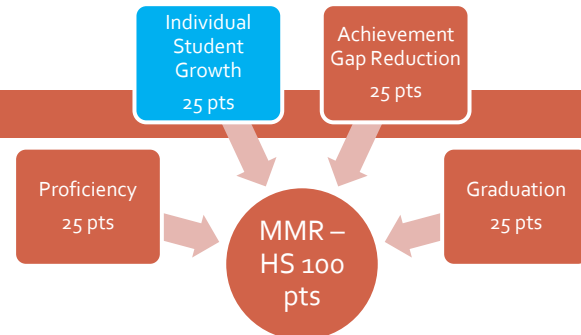 Individual
Student
Growth
25 pts
Achievement
Gap Reduction
25 pts
Proficiency
25 pts
Graduation
25 pts
MMR –
HS 100
pts